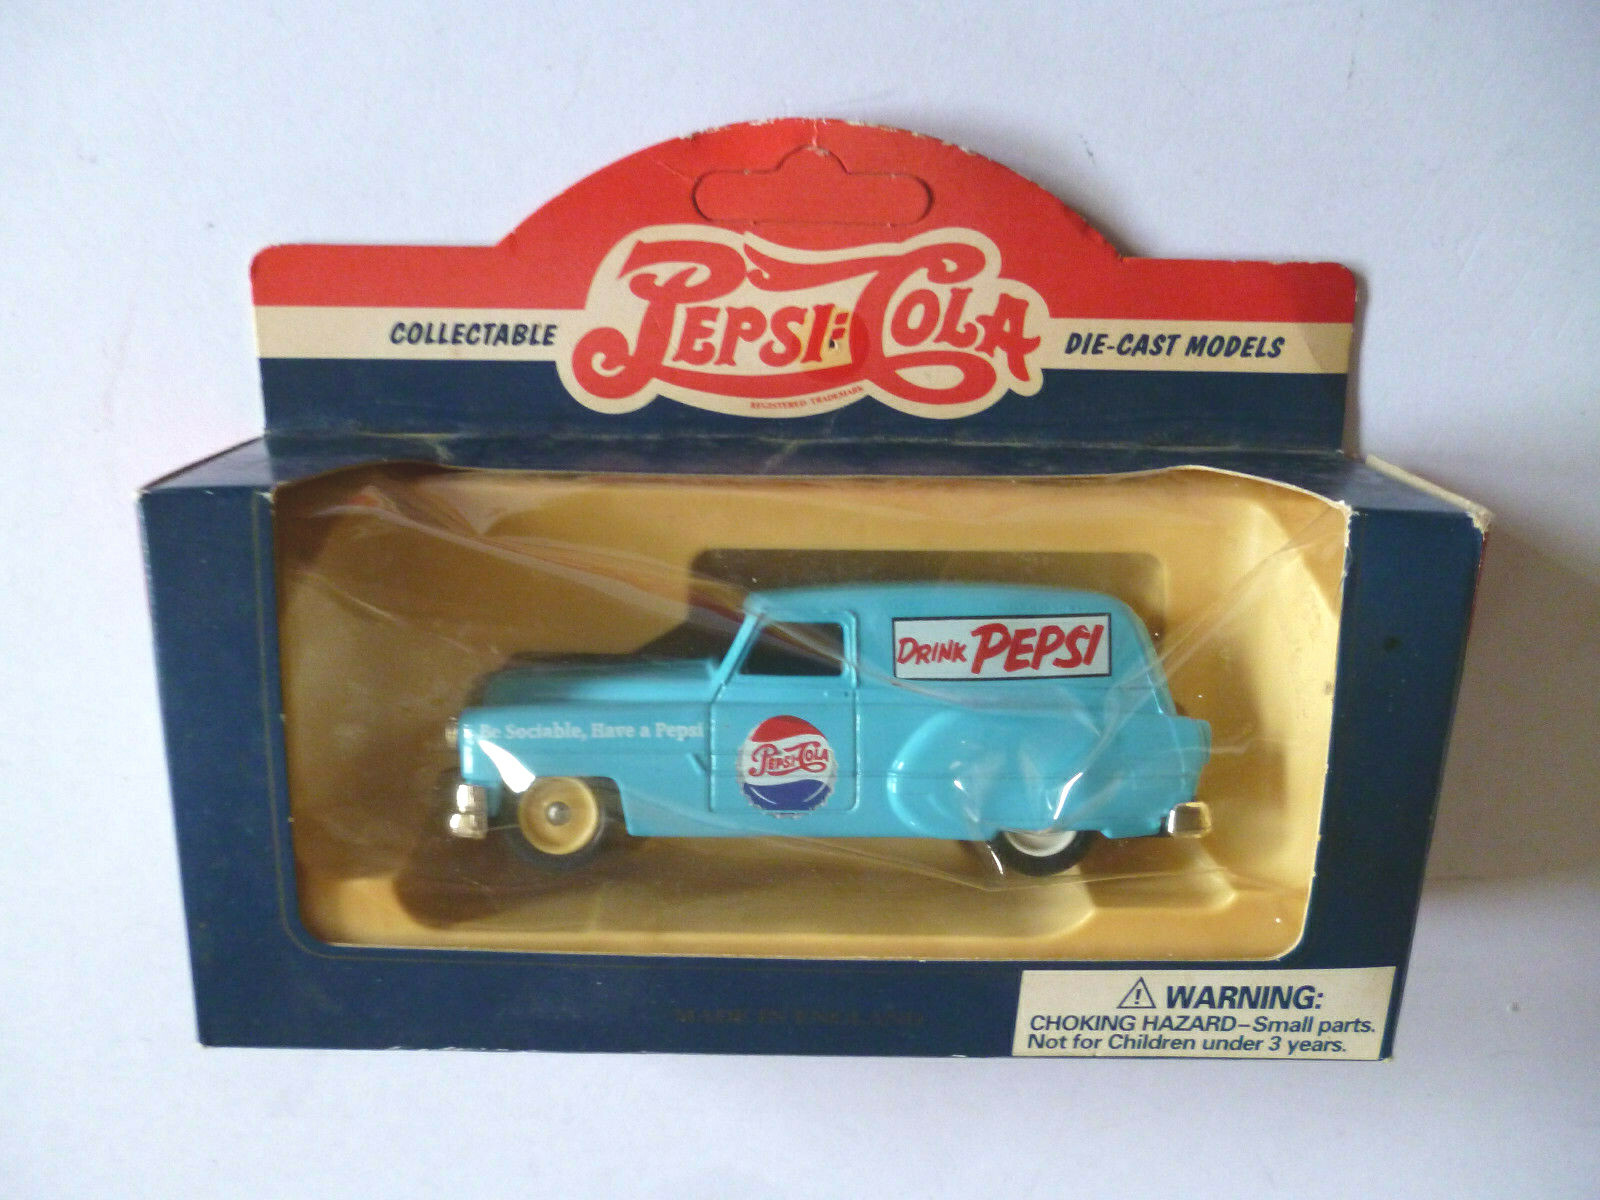 COLLECTABLE
PEPSI-COLA
DIE-CAST MODELS
REGISTERED TRADEMARK
DRINK PEPSI
Be Sociable, Have a Pepsi
PEPSI-COLA
MADE IN ENGLAND
⚠ WARNING:
CHOKING HAZARD–Small parts.
Not for Children under 3 years.